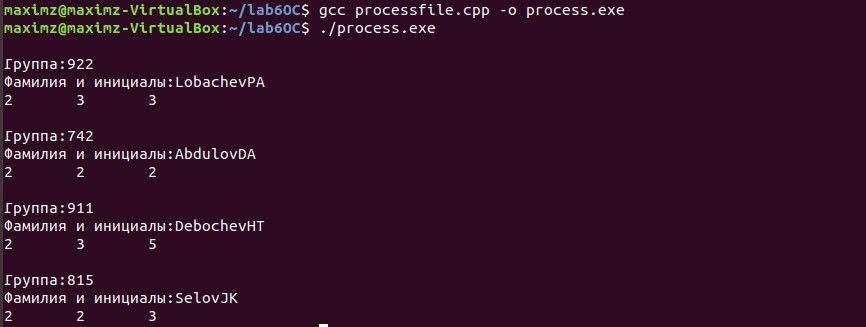 maximz@maximz-VirtualBox:~/lab6OC$ gcc processfile.cpp -o process.exe
maximz@maximz-VirtualBox:~/lab6OC$ ./process.exe
Группа:922
Фамилия и инициалы:LobachevPA
2 3 3
Группа:742
Фамилия и инициалы:AbdulovDA
2 2 2
Группа:911
Фамилия и инициалы:DebochevHT
2 3 5
Группа:815
Фамилия и инициалы:SelovJK
2 2 3